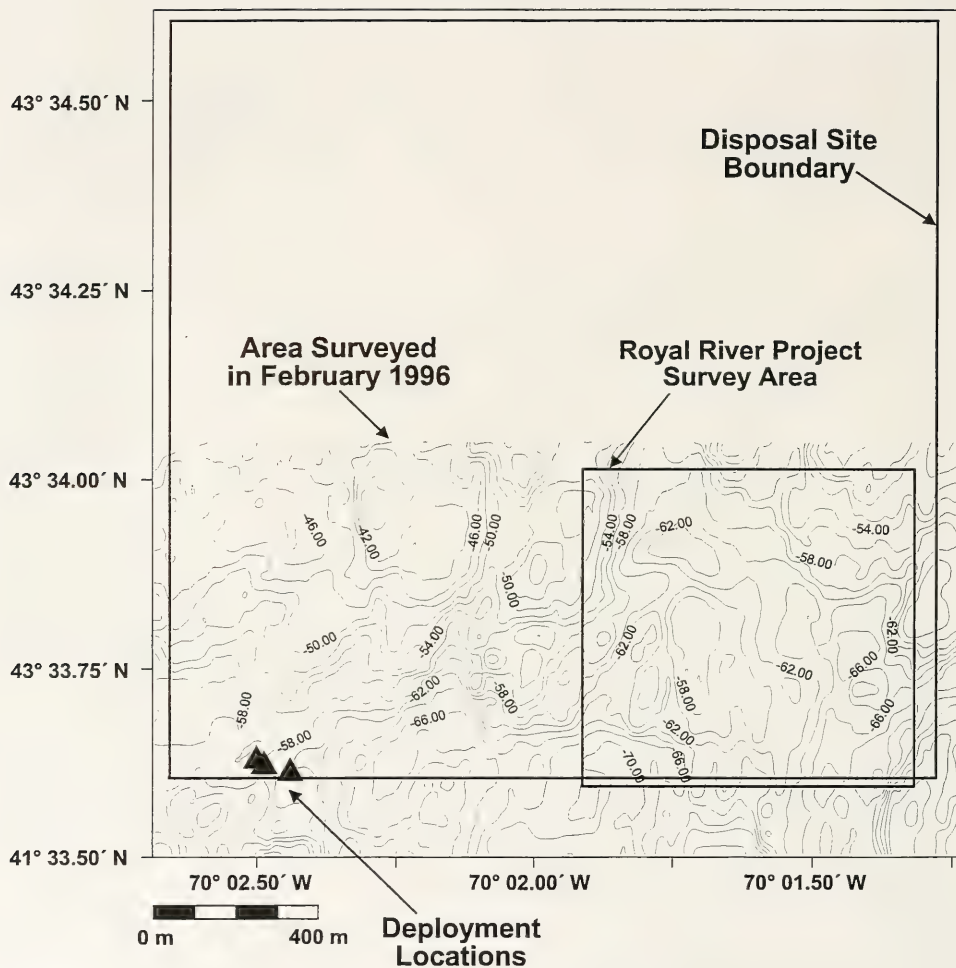 43° 34.50´ N
Disposal Site
Boundary
43° 34.25´ N
Area Surveyed
in February 1996
Royal River Project
Survey Area
43° 34.00´ N
-46.00
-42.00
-46.00
-50.00
-54.00
-58.00
-62.00
-54.00
-58.00
-50.00
-50.00
-54.00
-62.00
-62.00
-62.00
43° 33.75´ N
-62.00
-66.00
-58.00
-58.00
-66.00
-58.00
-66.00
-62.00
-58.00
-70.00
-66.00
41° 33.50´ N
70° 02.50´ W
70° 02.00´ W
70° 01.50´ W
0 m
400 m
Deployment
Locations